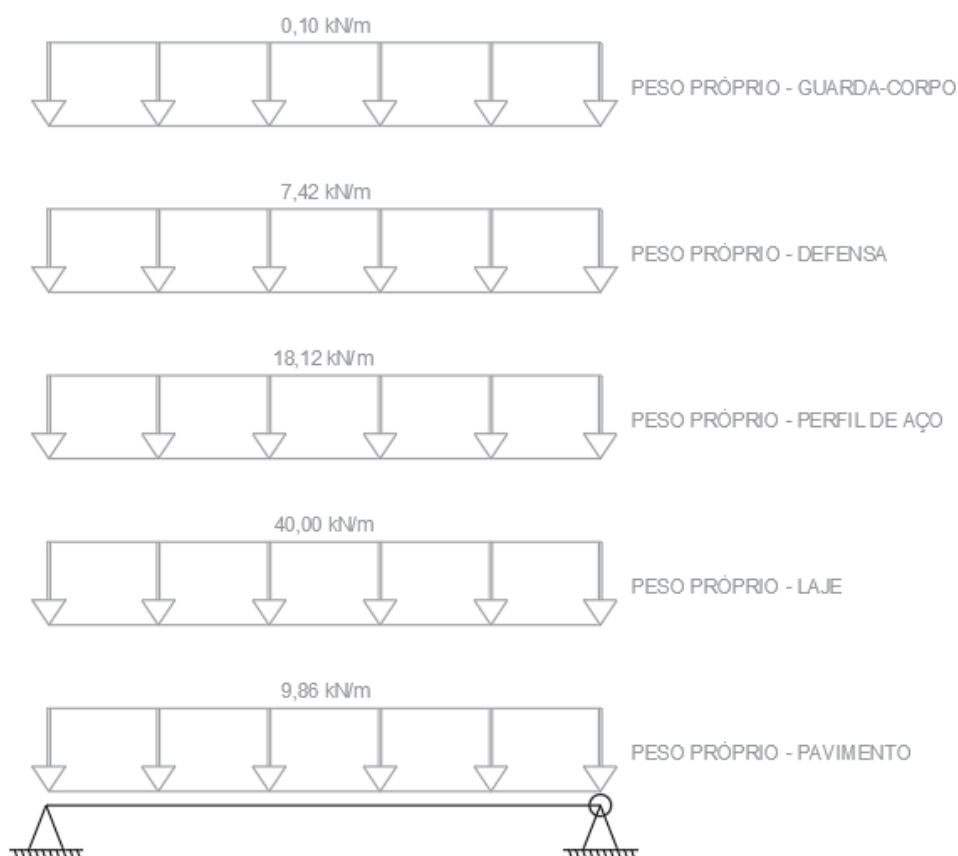 0,10 kN/m
PESO PRÓPRIO - GUARDA-CORPO
7,42 kN/m
PESO PRÓPRIO - DEFENSA
18,12 kN/m
PESO PRÓPRIO - PERFIL DE AÇO
40,00 kN/m
PESO PRÓPRIO - LAJE
9,86 kN/m
PESO PRÓPRIO - PAVIMENTO